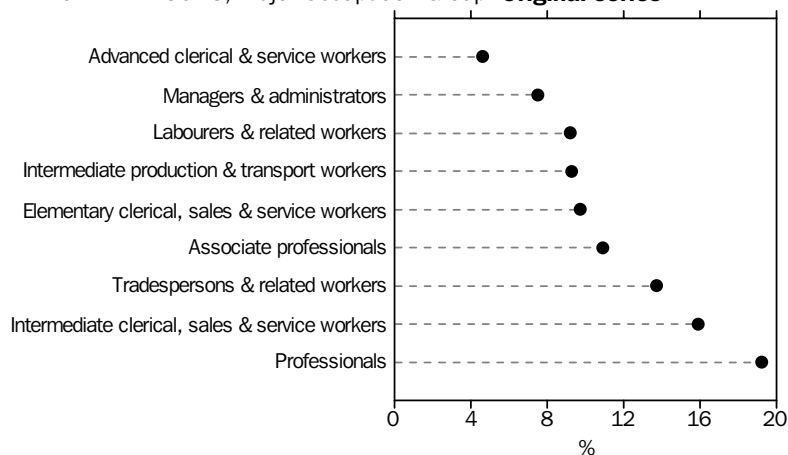 Advanced clerical & service workers
Managers & administrators
Labourers & related workers
Intermediate production & transport workers
Elementary clerical, sales & service workers
Associate professionals
Tradespersons & related workers
Intermediate clerical, sales & service workers
Professionals
0 4 8 12 16 20
%